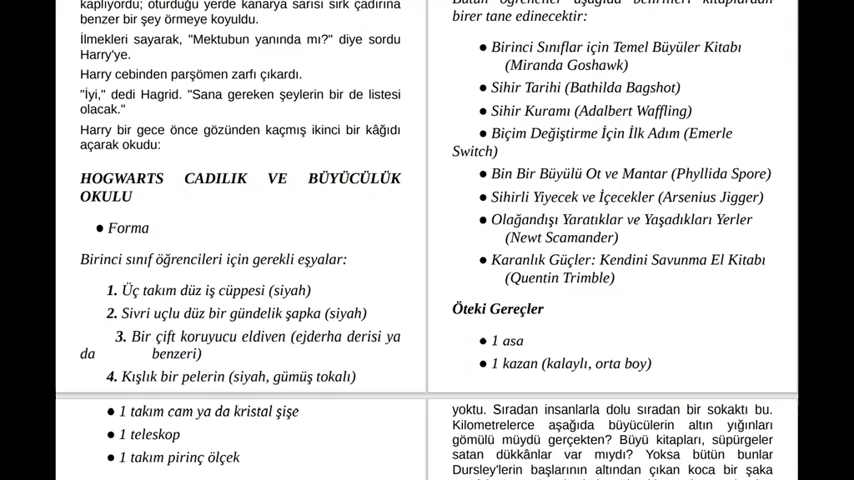 kaplıyordu; oturduğu yerde kanarya sarısı sirk çadırına
benzer bir şey örmeye koyuldu.
İlmekleri sayarak, "Mektubun yanında mı?" diye sordu
Harry'ye.
Harry cebinden parşömen zarfı çıkardı.
"İyi," dedi Hagrid. "Sana gereken şeylerin bir de listesi
olacak."
Harry bir gece önce gözünden kaçmış ikinci bir kâğıdı
açarak okudu:
HOGWARTS CADILIK VE BÜYÜCÜLÜK
OKULU
● Forma
Birinci sınıf öğrencileri için gerekli eşyalar:
1. Üç takım düz iş cüppesi (siyah)
2. Sivri uçlu düz bir gündelik şapka (siyah)
3. Bir çift koruyucu eldiven (ejderha derisi ya
da benzeri)
4. Kışlık bir pelerin (siyah, gümüş tokalı)
Bütün öğrenciler aşağıda belirtilen kitaplardan
birer tane edinecektir:
● Birinci Sınıflar için Temel Büyüler Kitabı
(Miranda Goshawk)
● Sihir Tarihi (Bathilda Bagshot)
● Sihir Kuramı (Adalbert Waffling)
● Biçim Değiştirme İçin İlk Adım (Emerle
Switch)
● Bin Bir Büyülü Ot ve Mantar (Phyllida Spore)
● Sihirli Yiyecek ve İçecekler (Arsenius Jigger)
● Olağandışı Yaratıklar ve Yaşadıkları Yerler
(Newt Scamander)
● Karanlık Güçler: Kendini Savunma El Kitabı
(Quentin Trimble)
Öteki Gereçler
● 1 asa
● 1 kazan (kalaylı, orta boy)
● 1 takım cam ya da kristal şişe
● 1 teleskop
● 1 takım pirinç ölçek
yoktu. Sıradan insanlarla dolu sıradan bir sokaktı bu.
Kilometrelerce aşağıda büyücülerin altın yığınları
gömülü müydü gerçekten? Büyü kitapları, süpürgeler
satan dükkânlar var mıydı? Yoksa bütün bunlar
Dursley'lerin başlarının altından çıkan koca bir şaka